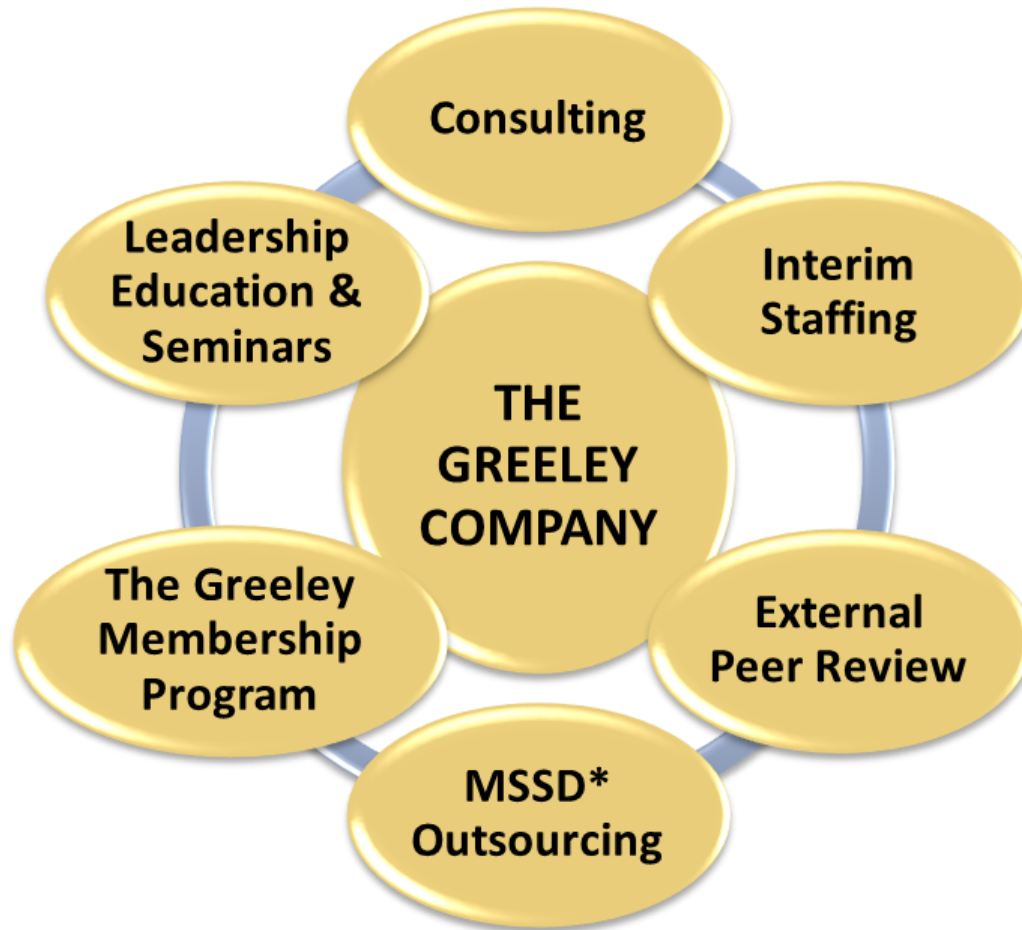 Consulting
Interim
Staffing
External
Peer Review
MSSD*
Outsourcing
The Greeley
Membership
Program
Leadership
Education &
Seminars
THE
GREELEY
COMPANY